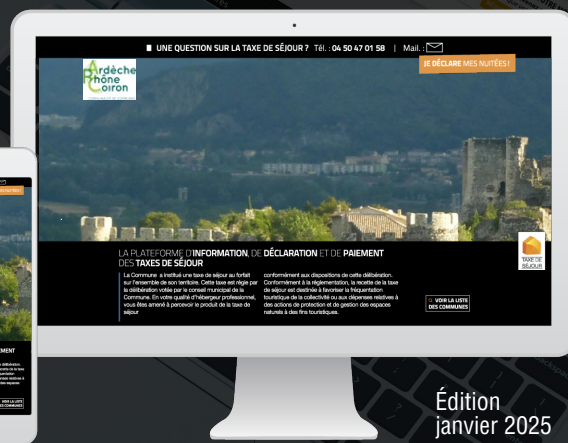 UNE QUESTION SUR LA TAXE DE SÉJOUR ? Tél. : 04 50 47 01 58 | Mail. :
JE DÉCLARE MES NUITÉES !
Ardèche
Rhône
Coiron
LA PLATEFORME D'INFORMATION, DE DÉCLARATION ET DE PAIEMENT
DES TAXES DE SÉJOUR
La Commune a institué une taxe de séjour au forfait
sur l'ensemble de son territoire. Cette taxe est régie par
la délibération votée par le conseil municipal de la
Commune. En votre qualité d'hébergeur professionnel,
vous êtes amené à percevoir le produit de la taxe de
séjour
conformément aux dispositions de cette délibération.
Conformément à la réglementation, la recette de la taxe
de séjour est destinée à favoriser la fréquentation
touristique de la collectivité ou aux dépenses relatives à
des actions de protection et de gestion des espaces
naturels à des fins touristiques.
TAXE DE
SÉJOUR
VOIR LA LISTE
DES COMMUNES
EMENT
VOIR LA LISTE
DES COMMUNES
Édition
janvier 2025